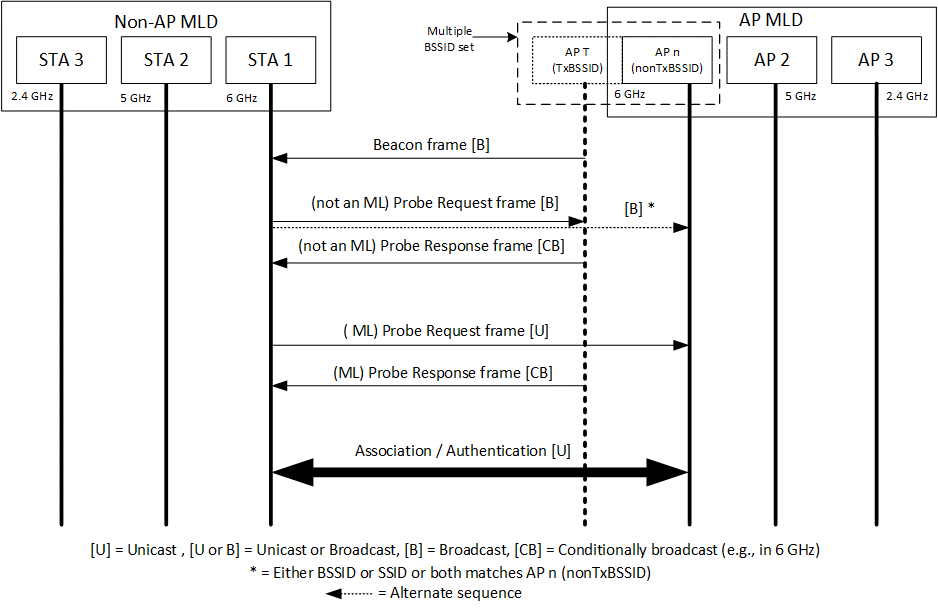 Non-AP MLD
STA 3
STA 2
STA 1
2.4 GHz
5 GHz
6 GHz
Multiple
BSSID set
AP MLD
AP T
(TxBSSID)
AP n
(nonTxBSSID)
AP 2
AP 3
6 GHz
5 GHz
2.4 GHz
Beacon frame [B]
(not an ML) Probe Request frame [B]
[B] *
(not an ML) Probe Response frame [CB]
( ML) Probe Request frame [U]
(ML) Probe Response frame [CB]
Association / Authentication [U]
[U] = Unicast , [U or B] = Unicast or Broadcast, [B] = Broadcast, [CB] = Conditionally broadcast (e.g., in 6 GHz)
* = Either BSSID or SSID or both matches AP n (nonTxBSSID)
= Alternate sequence